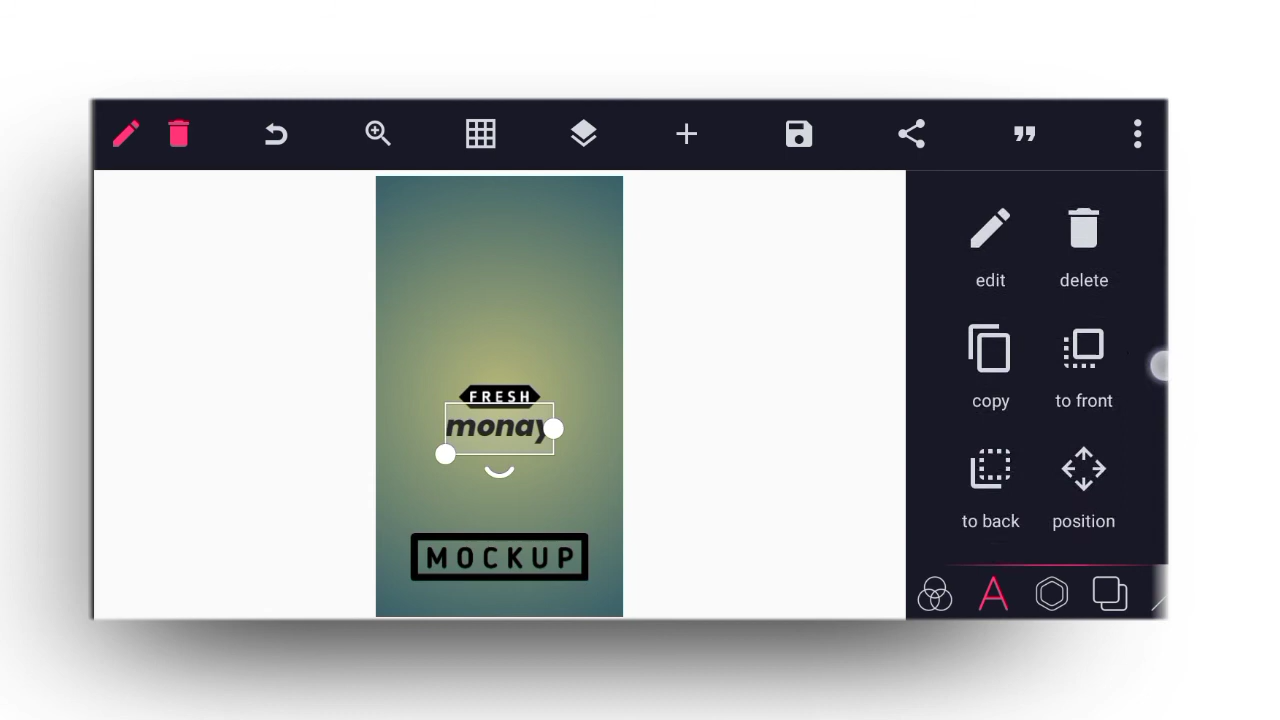 edit delete
FRESH
copy to front
monay
to back position
MOCKUP